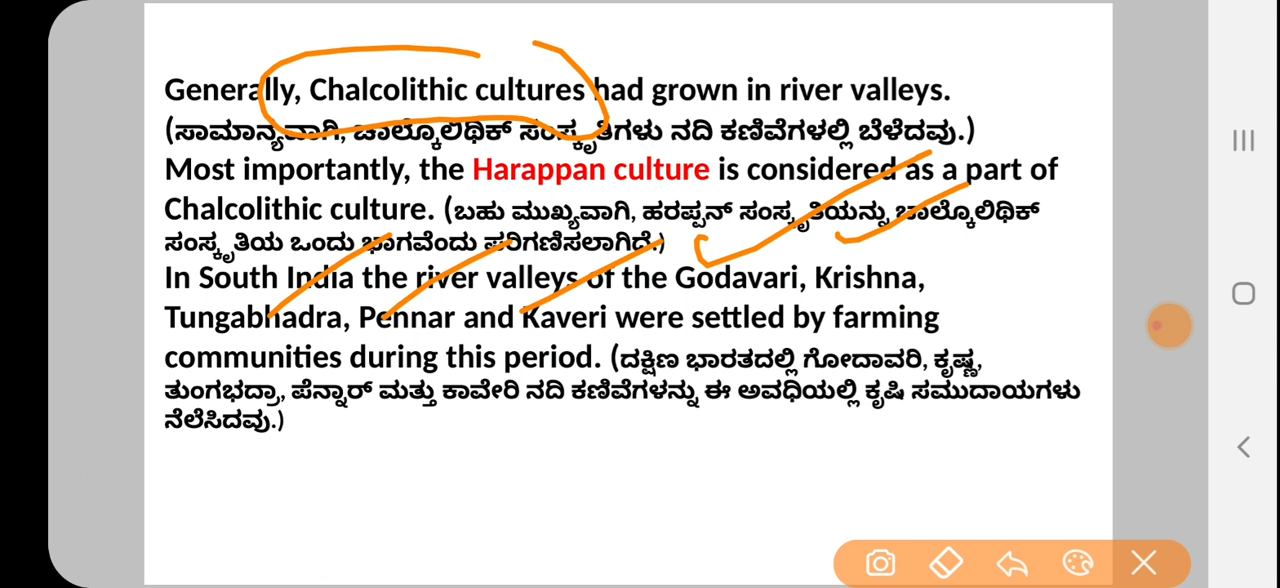 Generally, Chalcolithic cultures had grown in river valleys.
(ಸಾಮಾನ್ಯವಾಗಿ, ಚಾಲ್ಕೊಲಿಥಿಕ್ ಸಂಸ್ಕೃತಿಗಳು ನದಿ ಕಣಿವೆಗಳಲ್ಲಿ ಬೆಳೆದವು.)
Most importantly, the Harappan culture is considered as a part of
Chalcolithic culture. (ಬಹು ಮುಖ್ಯವಾಗಿ, ಹರಪ್ಪನ್ ಸಂಸ್ಕೃತಿಯನ್ನು ಚಾಲ್ಕೊಲಿಥಿಕ್
ಸಂಸ್ಕೃತಿಯ ಒಂದು ಭಾಗವೆಂದು ಪರಿಗಣಿಸಲಾಗಿದೆ.)
In South India the river valleys of the Godavari, Krishna,
Tungabhadra, Pennar and Kaveri were settled by farming
communities during this period. (ದಕ್ಷಿಣ ಭಾರತದಲ್ಲಿ ಗೋದಾವರಿ, ಕೃಷ್ಣ,
ತುಂಗಭದ್ರಾ, ಪೆನ್ನಾರ್ ಮತ್ತು ಕಾವೇರಿ ನದಿ ಕಣಿವೆಗಳನ್ನು ಈ ಅವಧಿಯಲ್ಲಿ ಕೃಷಿ ಸಮುದಾಯಗಳು
ನೆಲೆಸಿದವು.)